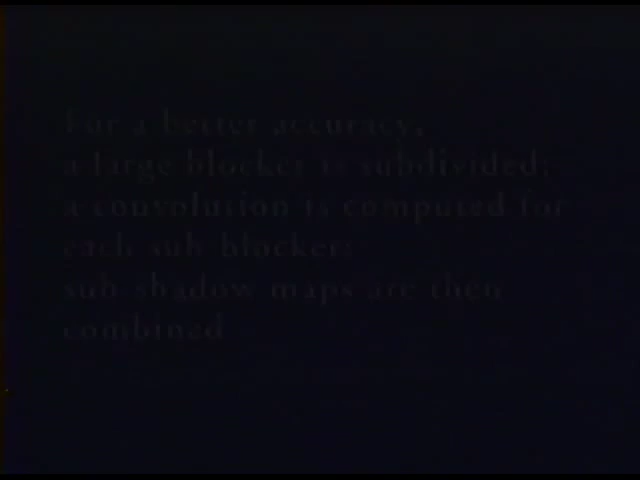 For a better accuracy,
a large blocker is subdivided;
a convolution is computed for
each sub-blocker;
sub-shadow maps are then
combined